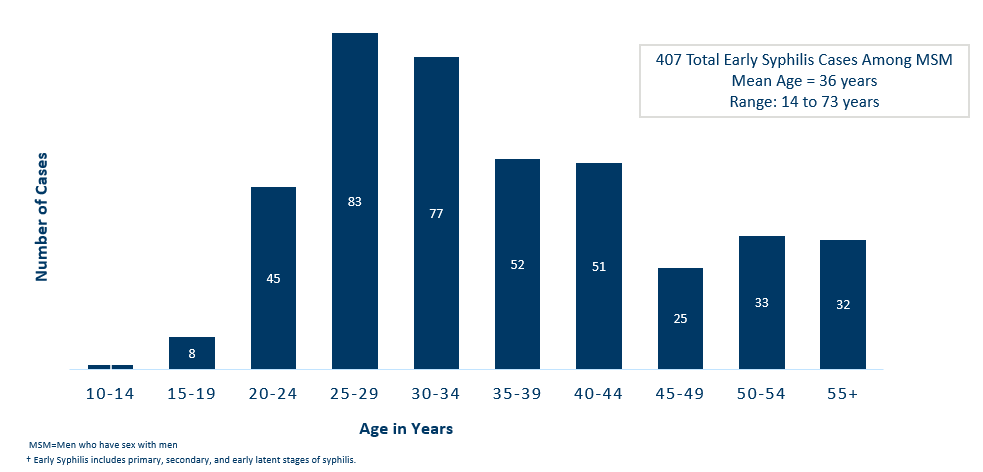 407 Total Early Syphilis Cases Among MSM
Mean Age = 36 years
Range: 14 to 73 years
Number of Cases
8
45
83
77
52
51
25
33
32
10-14
15-19
20-24
25-29
30-34
35-39
40-44
45-49
50-54
55+
Age in Years
MSM=Men who have sex with men
† Early Syphilis includes primary, secondary, and early latent stages of syphilis.